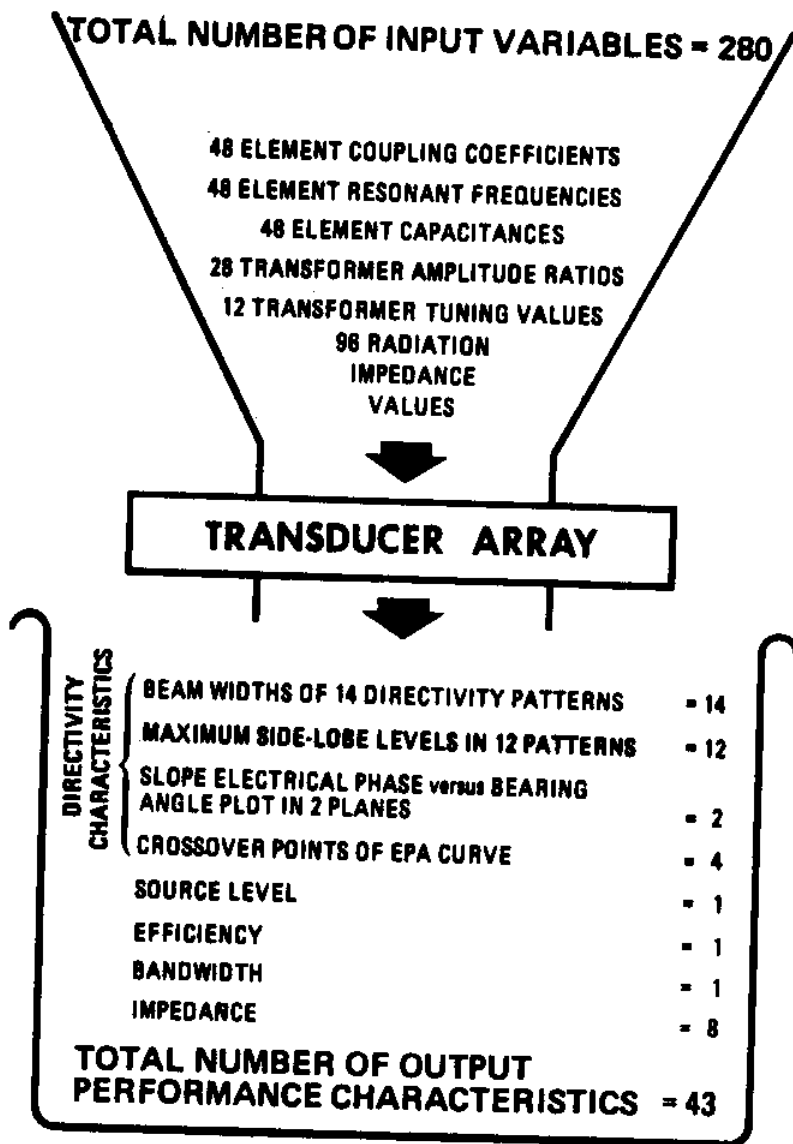 TOTAL NUMBER OF INPUT VARIABLES = 280
48 ELEMENT COUPLING COEFFICIENTS
48 ELEMENT RESONANT FREQUENCIES
48 ELEMENT CAPACITANCES
28 TRANSFORMER AMPLITUDE RATIOS
12 TRANSFORMER TUNING VALUES
96 RADIATION
IMPEDANCE
VALUES
TRANSDUCER ARRAY
DIRECTIVITY
CHARACTERISTICS
BEAM WIDTHS OF 14 DIRECTIVITY PATTERNS = 14
MAXIMUM SIDE-LOBE LEVELS IN 12 PATTERNS = 12
SLOPE ELECTRICAL PHASE versus BEARING
ANGLE PLOT IN 2 PLANES = 2
CROSSOVER POINTS OF EPA CURVE = 4
SOURCE LEVEL = 1
EFFICIENCY = 1
BANDWIDTH = 1
IMPEDANCE = 8
TOTAL NUMBER OF OUTPUT
PERFORMANCE CHARACTERISTICS = 43